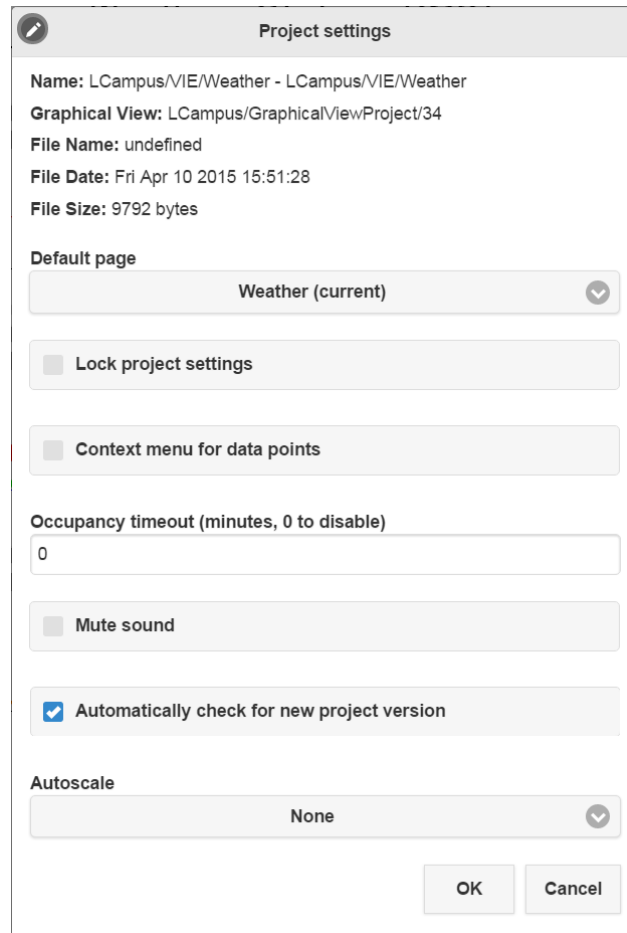 Project settings
Name: LCampus/VIE/Weather - LCampus/VIE/Weather
Graphical View: LCampus/GraphicalViewProject/34
File Name: undefined
File Date: Fri Apr 10 2015 15:51:28
File Size: 9792 bytes
Default page
Weather (current)
Lock project settings
Context menu for data points
Occupancy timeout (minutes, 0 to disable)
0
Mute sound
Automatically check for new project version
Autoscale
None
OK Cancel